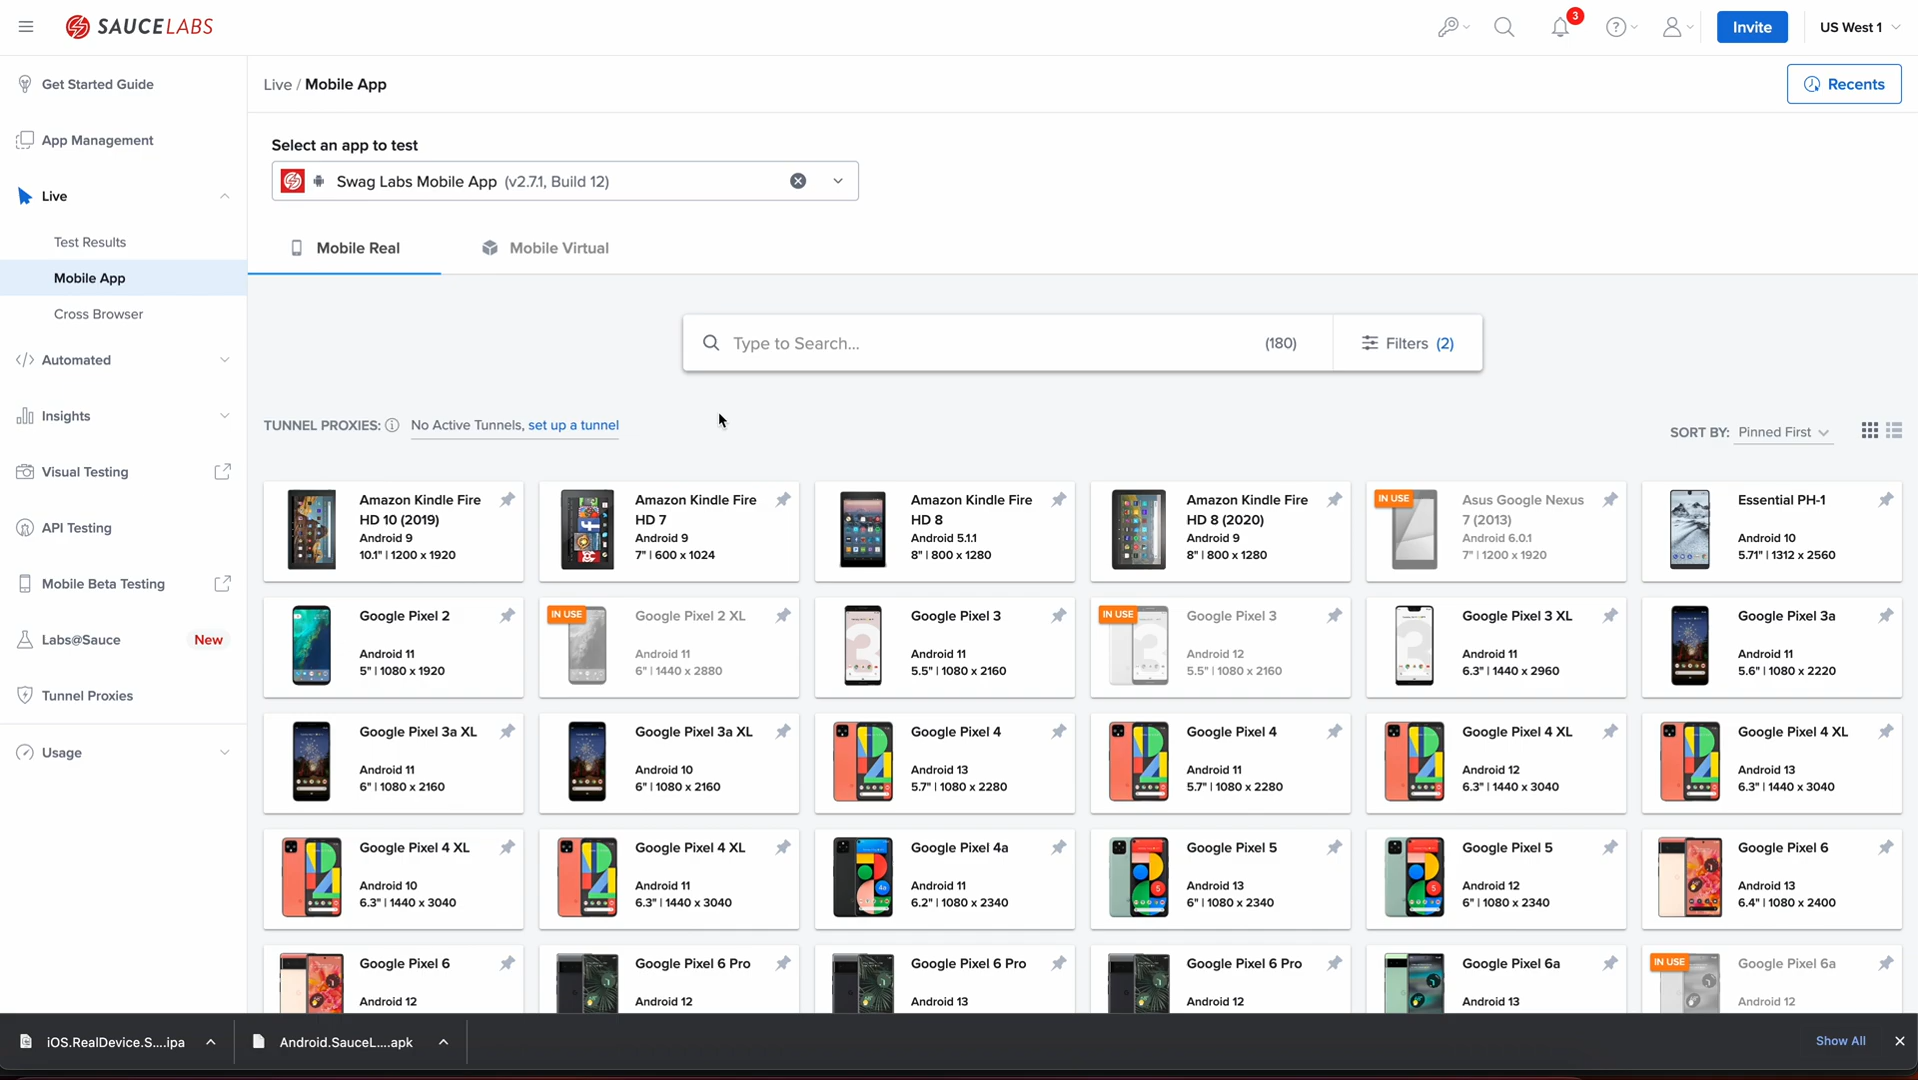 SAUCELABS
3
Invite
US West 1
Get Started Guide
App Management
Live
Test Results
Mobile App
Cross Browser
Automated
Insights
Visual Testing
API Testing
Mobile Beta Testing
Labs@Sauce New
Tunnel Proxies
Usage
Live / Mobile App
Recents
Select an app to test
Swag Labs Mobile App (v2.7.1, Build 12)
Mobile Real
Mobile Virtual
Type to Search...
(180)
Filters (2)
TUNNEL PROXIES: No Active Tunnels, set up a tunnel
SORT BY: Pinned First
Amazon Kindle Fire
HD 10 (2019)
Android 9
10.1" | 1200 x 1920
Amazon Kindle Fire
HD 7
Android 9
7" | 600 x 1024
Amazon Kindle Fire
HD 8
Android 5.1.1
8" | 800 x 1280
Amazon Kindle Fire
HD 8 (2020)
Android 9
8" | 800 x 1280
IN USE
Asus Google Nexus
7 (2013)
Android 6.0.1
7" | 1200 x 1920
Essential PH-1
Android 10
5.71" | 1312 x 2560
Google Pixel 2
Android 11
5" | 1080 x 1920
IN USE
Google Pixel 2 XL
Android 11
6" | 1440 x 2880
Google Pixel 3
Android 11
5.5" | 1080 x 2160
IN USE
Google Pixel 3
Android 12
5.5" | 1080 x 2160
Google Pixel 3 XL
Android 11
6.3" | 1440 x 2960
Google Pixel 3a
Android 11
5.6" | 1080 x 2220
Google Pixel 3a XL
Android 11
6" | 1080 x 2160
Google Pixel 3a XL
Android 10
6" | 1080 x 2160
Google Pixel 4
Android 13
5.7" | 1080 x 2280
Google Pixel 4
Android 11
5.7" | 1080 x 2280
Google Pixel 4 XL
Android 12
6.3" | 1440 x 3040
Google Pixel 4 XL
Android 13
6.3" | 1440 x 3040
Google Pixel 4 XL
Android 10
6.3" | 1440 x 3040
Google Pixel 4 XL
Android 11
6.3" | 1440 x 3040
Google Pixel 4a
Android 11
6.2" | 1080 x 2340
Google Pixel 5
Android 13
6" | 1080 x 2340
Google Pixel 5
Android 12
6" | 1080 x 2340
Google Pixel 6
Android 13
6.4" | 1080 x 2400
Google Pixel 6
Android 12
Google Pixel 6 Pro
Android 12
Google Pixel 6 Pro
Android 13
Google Pixel 6 Pro
Android 12
Google Pixel 6a
Android 13
IN USE
Google Pixel 6a
Android 12
iOS.RealDevice.S....ipa
Android.SauceL....apk
Show All